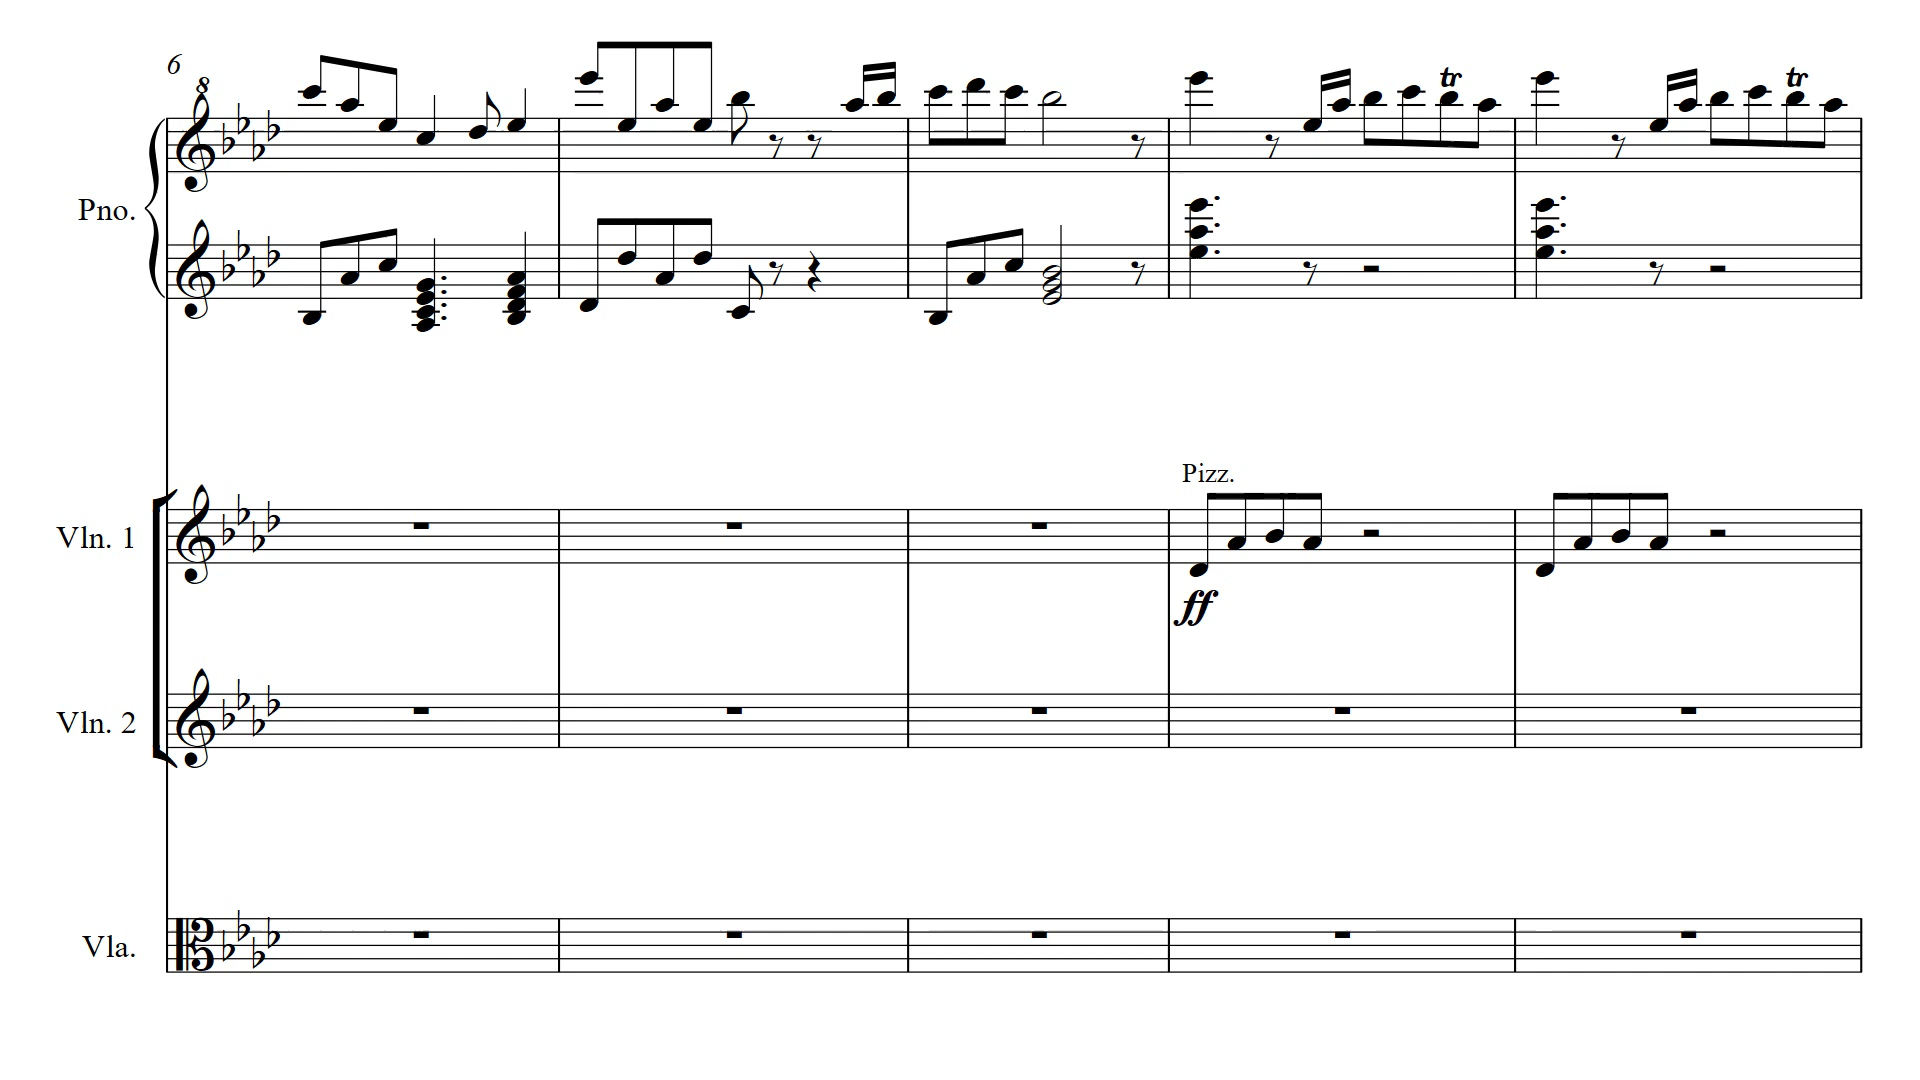 6
8
tr tr
Pno.
Pizz.
Vln. 1
ff
Vln. 2
Vla.